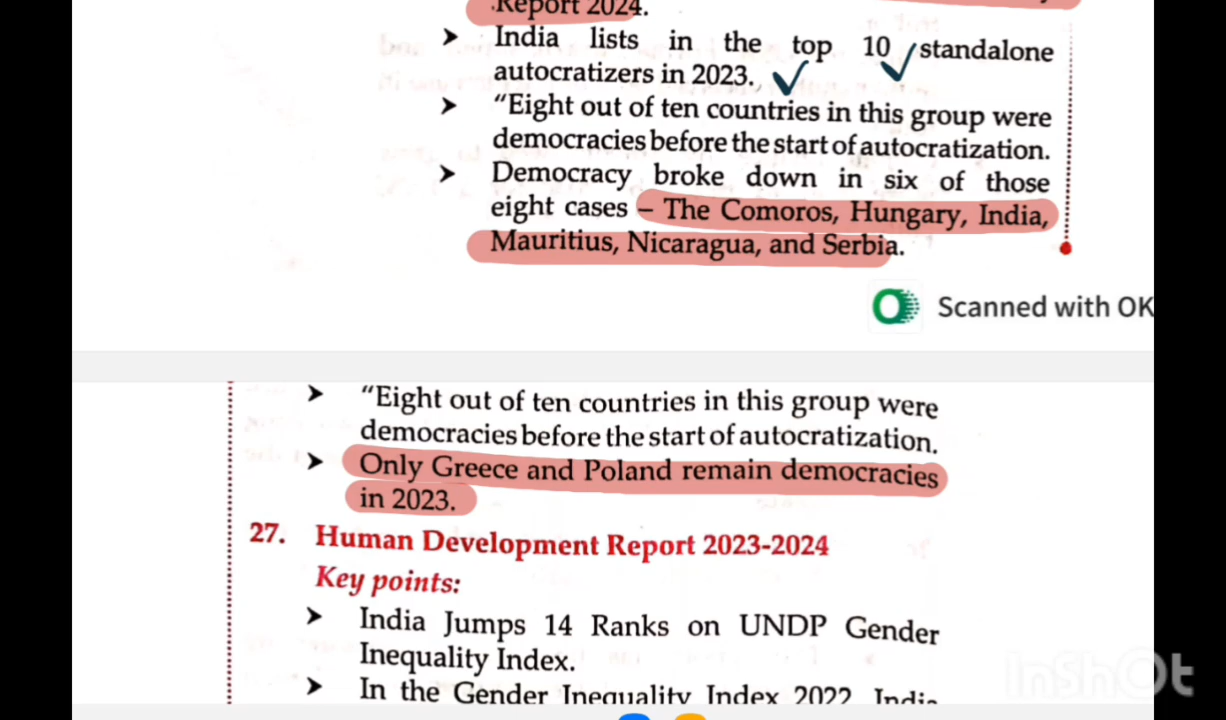 Report 2024.
➤ India lists in the top 10 standalone
autocratizers in 2023.
➤ "Eight out of ten countries in this group were
democracies before the start of autocratization.
➤ Democracy broke down in six of those
eight cases – The Comoros, Hungary, India,
Mauritius, Nicaragua, and Serbia.
Scanned with OK
➤ "Eight out of ten countries in this group were
democracies before the start of autocratization.
➤ Only Greece and Poland remain democracies
in 2023.
27. Human Development Report 2023-2024
Key points:
➤ India Jumps 14 Ranks on UNDP Gender
Inequality Index.
➤ In the Gender Inequality Index 2022, India
InShOt